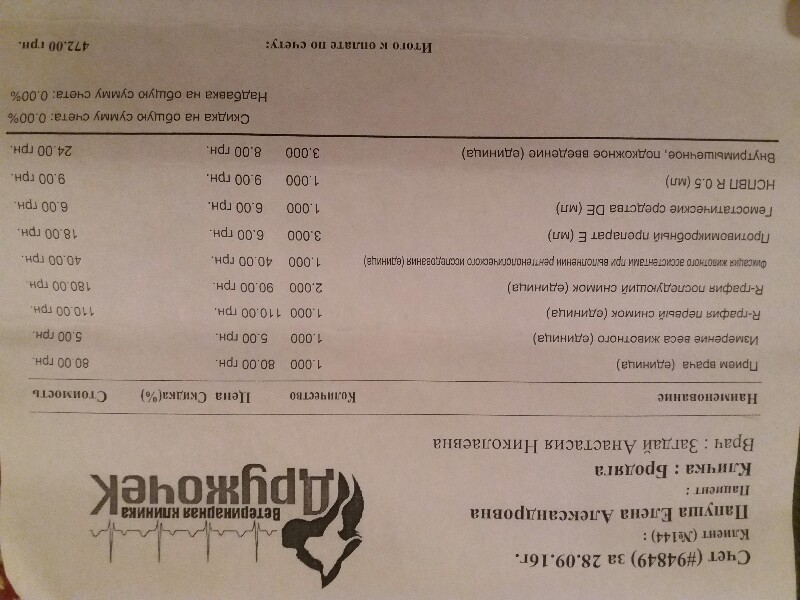 Счет (#94849) за 28.09.16г.
Клиент (№144) :
Папуша Елена Александровна
Пациент :
Кличка : Бродяга
Врач : Загдай Анастасия Николаевна
Ветеринарная клиника
Дружочек
Наименование Количество Цена Скидка(%) Стоимость
Прием врача (единица) 1.000 80.00 грн. 80.00 грн.
Измерение веса животного (единица) 1.000 5.00 грн. 5.00 грн.
R-графия первый снимок (единица) 1.000 110.00 грн. 110.00 грн.
R-графия последующий снимок (единица) 2.000 90.00 грн. 180.00 грн.
Фиксация животного ассистентами при выполнении рентгенологического исследования (единица) 1.000 40.00 грн. 40.00 грн.
Противомикробный препарат Е (мл) 3.000 6.00 грн. 18.00 грн.
Гемостатические средства DE (мл) 1.000 6.00 грн. 6.00 грн.
НСПВП R 0.5 (мл) 1.000 9.00 грн. 9.00 грн.
Внутримышечное, подкожное введение (единица) 3.000 8.00 грн. 24.00 грн.
Скидка на общую сумму счета: 0.00%
Надбавка на общую сумму счета: 0.00%
Итого к оплате по счету: 472.00 грн.